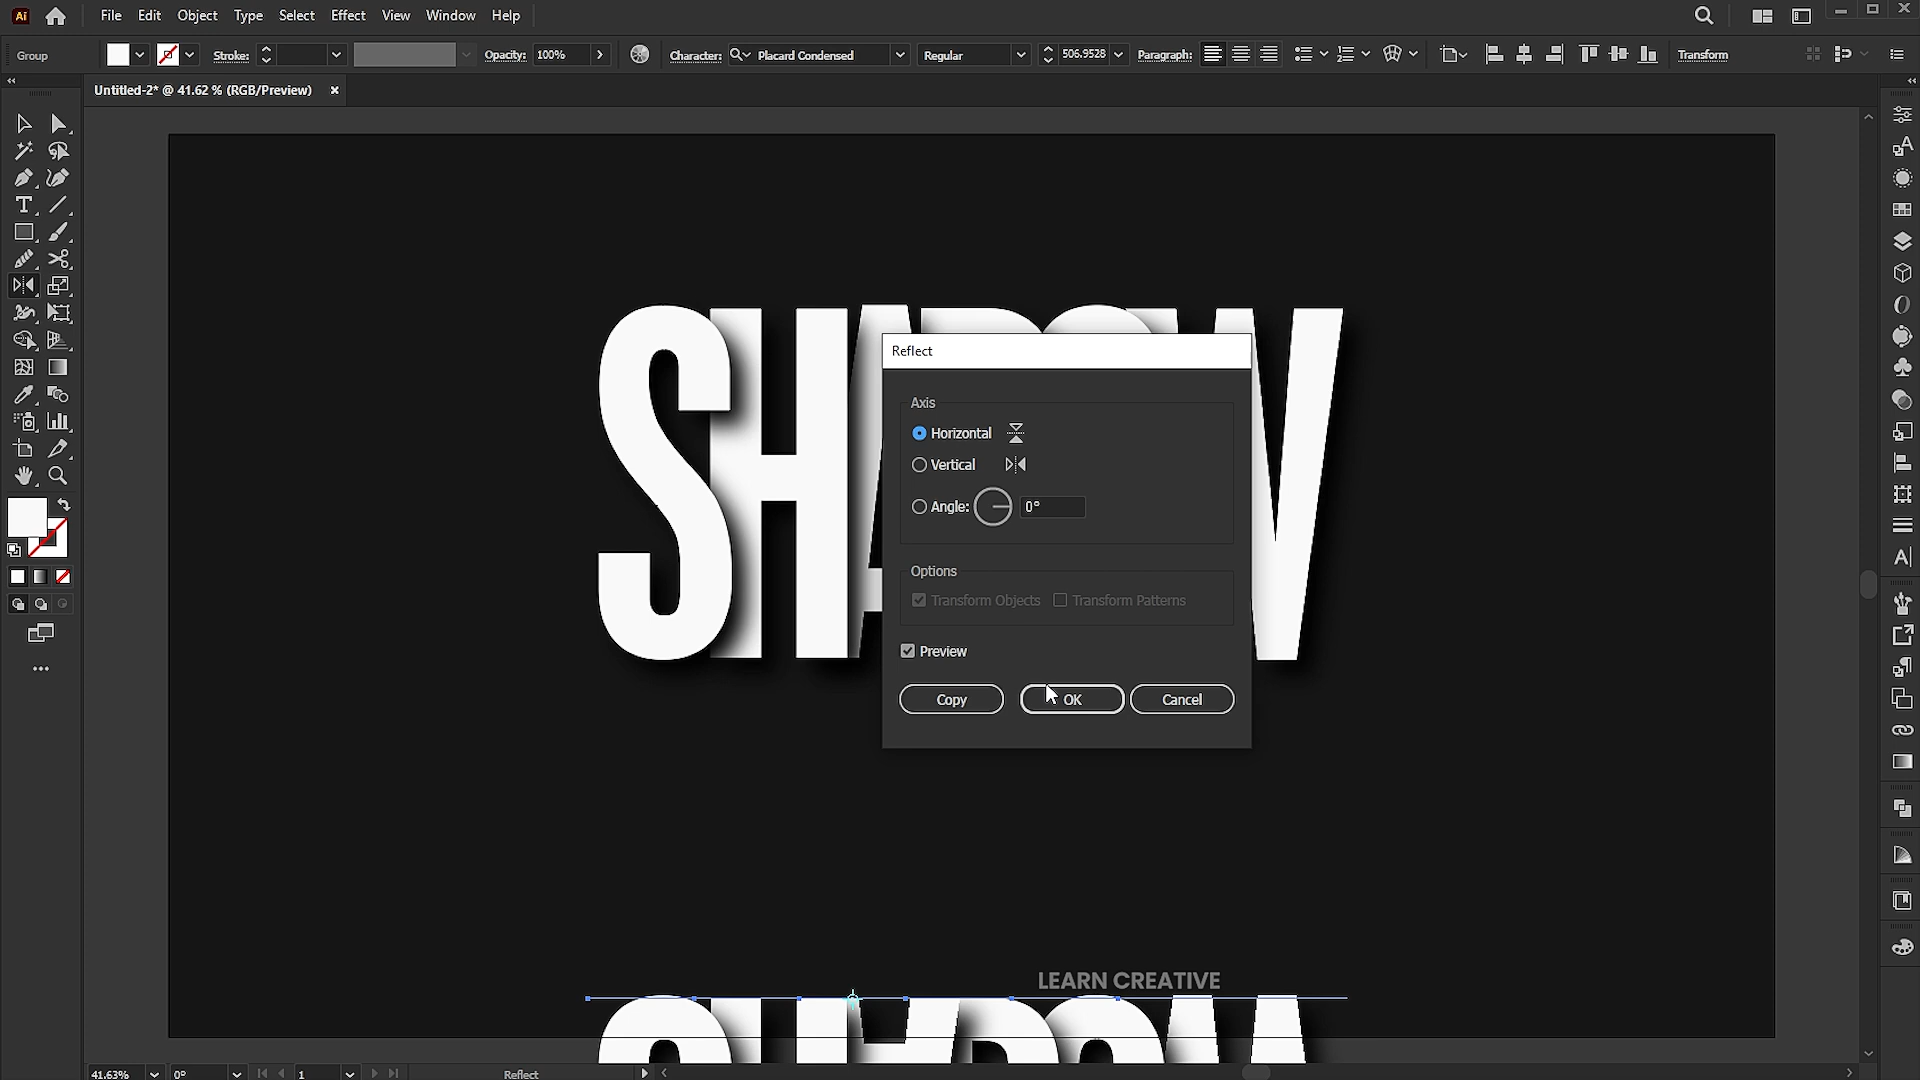 Ai File Edit Object Type Select Effect View Window Help
Group Stroke: Opacity: 100% Character: Placard Condensed Regular 506.9528 Paragraph: Transform
Untitled-2* @ 41.62 % (RGB/Preview) ×
SHADOW
Reflect
Axis
Horizontal
Vertical
Angle: 0°
Options
Transform Objects Transform Patterns
Preview
Copy OK Cancel
LEARN CREATIVE
41.63% 0° 1 Reflect